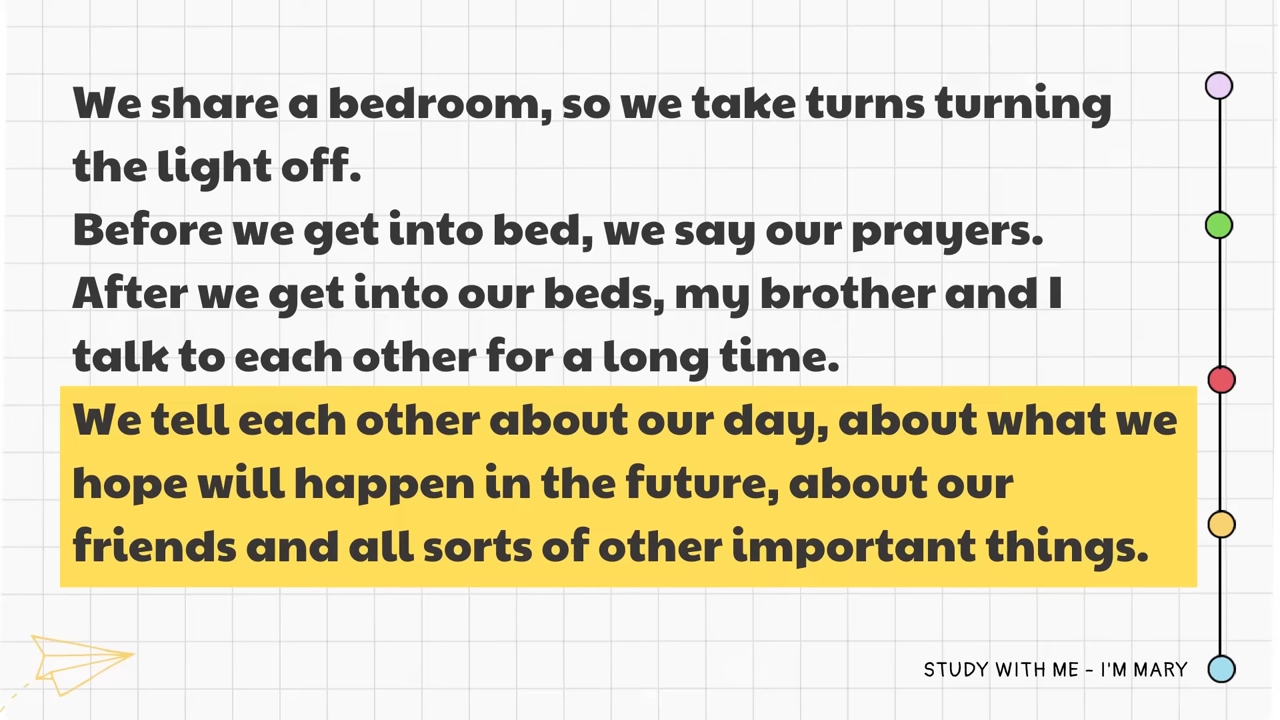 We share a bedroom, so we take turns turning
the light off.
Before we get into bed, we say our prayers.
After we get into our beds, my brother and I
talk to each other for a long time.
We tell each other about our day, about what we
hope will happen in the future, about our
friends and all sorts of other important things.
STUDY WITH ME - I'M MARY